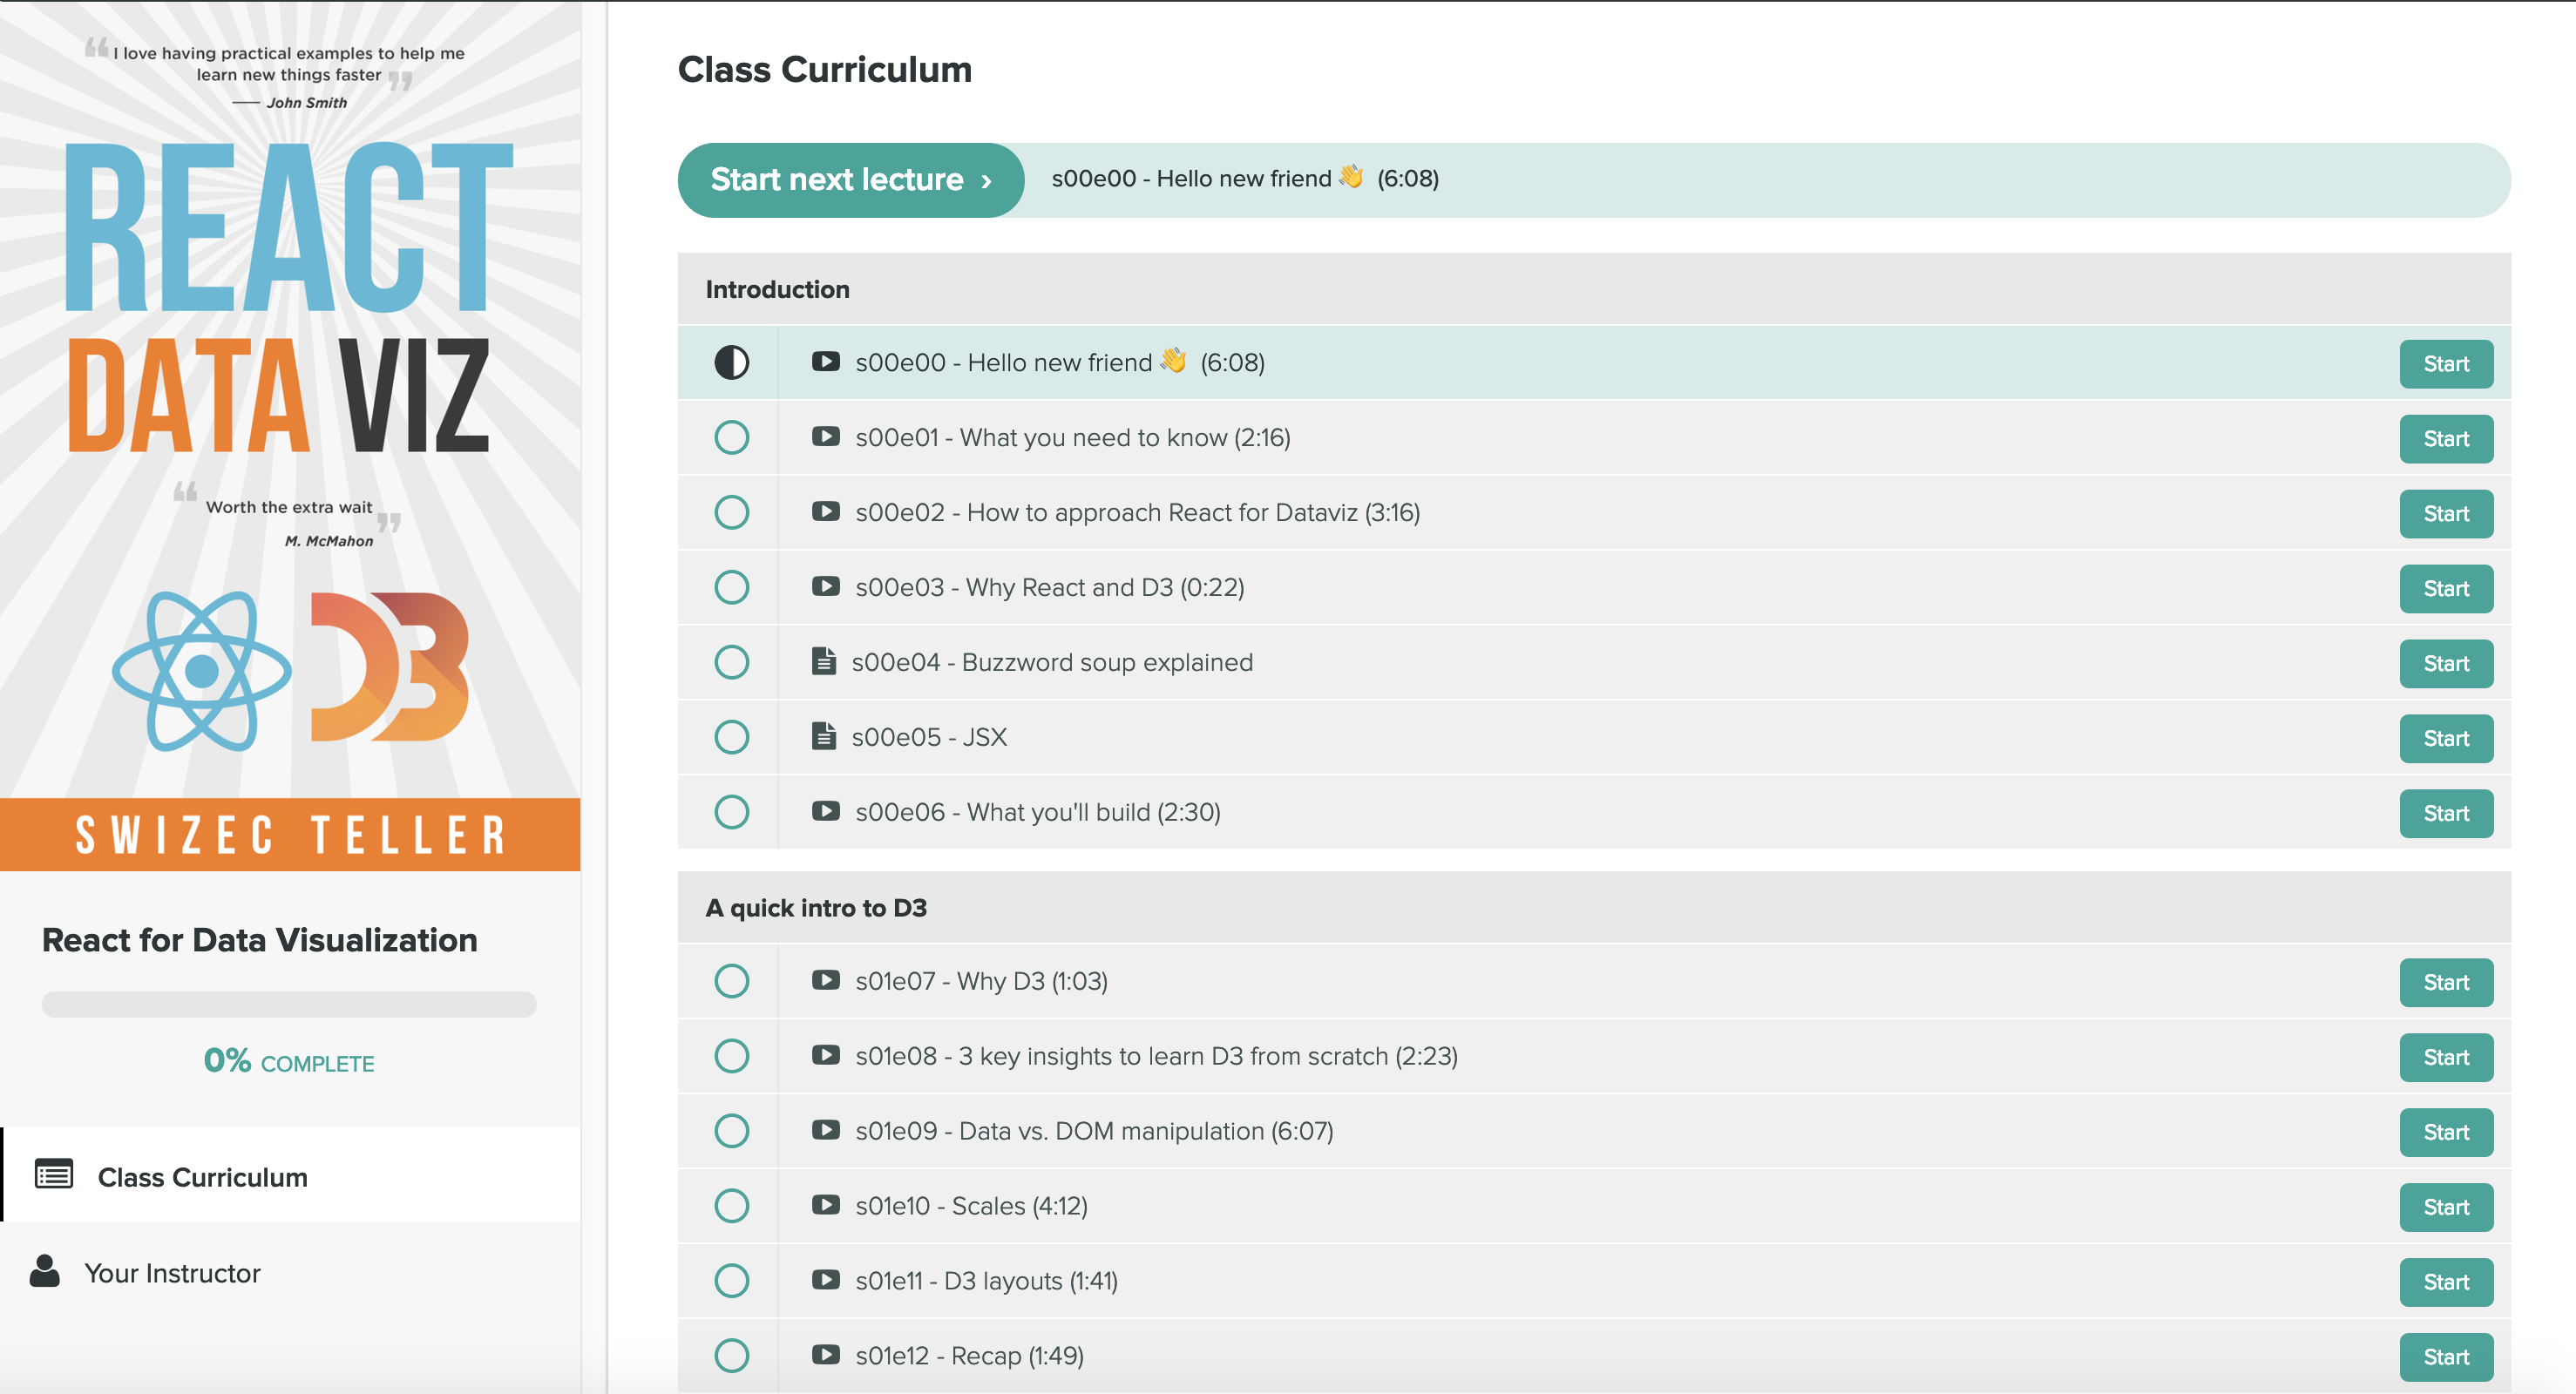 I love having practical examples to help me
learn new things faster
John Smith
REACT
DATA VIZ
Worth the extra wait
M. McMahon
D3
SWIZEC TELLER
React for Data Visualization
0% COMPLETE
Class Curriculum
Your Instructor
Class Curriculum
Start next lecture › s00e00 - Hello new friend 👋 (6:08)
Introduction
s00e00 - Hello new friend 👋 (6:08) Start
s00e01 - What you need to know (2:16) Start
s00e02 - How to approach React for Dataviz (3:16) Start
s00e03 - Why React and D3 (0:22) Start
s00e04 - Buzzword soup explained Start
s00e05 - JSX Start
s00e06 - What you'll build (2:30) Start
A quick intro to D3
s01e07 - Why D3 (1:03) Start
s01e08 - 3 key insights to learn D3 from scratch (2:23) Start
s01e09 - Data vs. DOM manipulation (6:07) Start
s01e10 - Scales (4:12) Start
s01e11 - D3 layouts (1:41) Start
s01e12 - Recap (1:49) Start